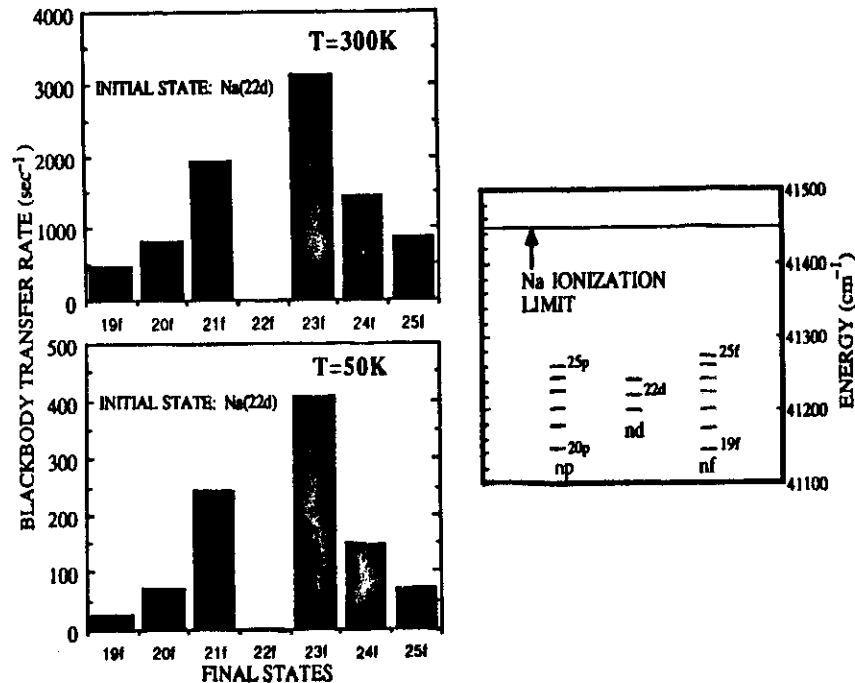 BLACKBODY TRANSFER RATE (sec⁻¹)
4000
3000
2000
1000
0
T=300K
INITIAL STATE: Na(22d)
19f 20f 21f 22f 23f 24f 25f
500
400
300
200
100
0
T=50K
INITIAL STATE: Na(22d)
19f 20f 21f 22f 23f 24f 25f
FINAL STATES
41500
41400
41300
41200
41100
ENERGY (cm⁻¹)
Na IONIZATION
LIMIT
25p
22d
25f
nd
20p
19f
np
nf